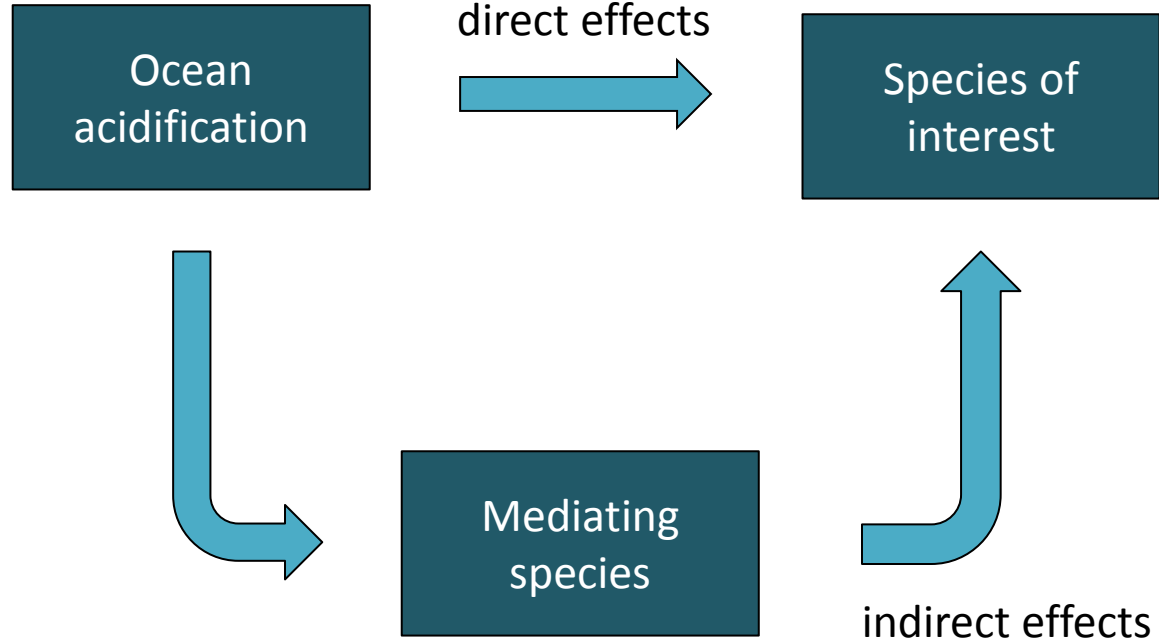 direct effects
Ocean
acidification
Species of
interest
Mediating
species
indirect effects